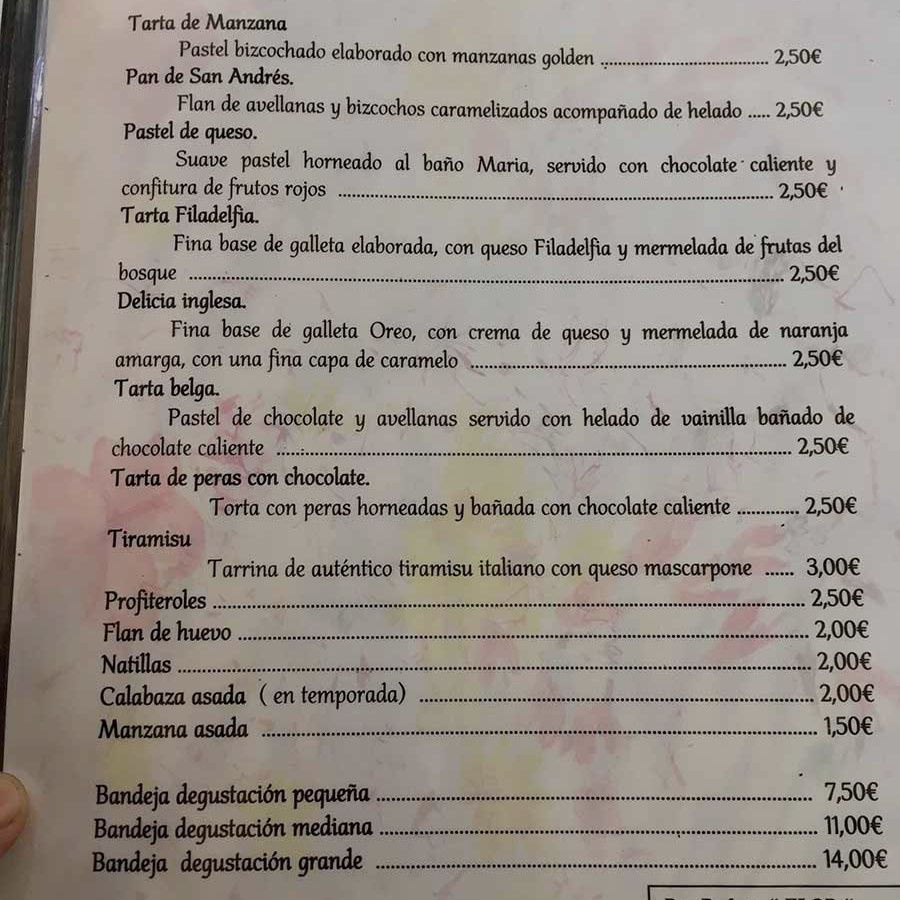 Tarta de Manzana
Pastel bizcochado elaborado con manzanas golden ........................................ 2,50€
Pan de San Andrés.
Flan de avellanas y bizcochos caramelizados acompañado de helado ..... 2,50€
Pastel de queso.
Suave pastel horneado al baño Maria, servido con chocolate caliente y
confitura de frutos rojos ........................................ 2,50€
Tarta Filadelfia.
Fina base de galleta elaborada, con queso Filadelfia y mermelada de frutas del
bosque ........................................ 2,50€
Delicia inglesa.
Fina base de galleta Oreo, con crema de queso y mermelada de naranja
amarga, con una fina capa de caramelo ........................................ 2,50€
Tarta belga.
Pastel de chocolate y avellanas servido con helado de vainilla bañado de
chocolate caliente ........................................ 2,50€
Tarta de peras con chocolate.
Torta con peras horneadas y bañada con chocolate caliente ............ 2,50€
Tiramisu
Tarrina de auténtico tiramisu italiano con queso mascarpone ...... 3,00€
Profiteroles ........................................ 2,50€
Flan de huevo ........................................ 2,00€
Natillas ........................................ 2,00€
Calabaza asada ( en temporada) ........................................ 2,00€
Manzana asada ........................................ 1,50€
Bandeja degustación pequeña ........................................ 7,50€
Bandeja degustación mediana ........................................ 11,00€
Bandeja degustación grande ........................................ 14,00€